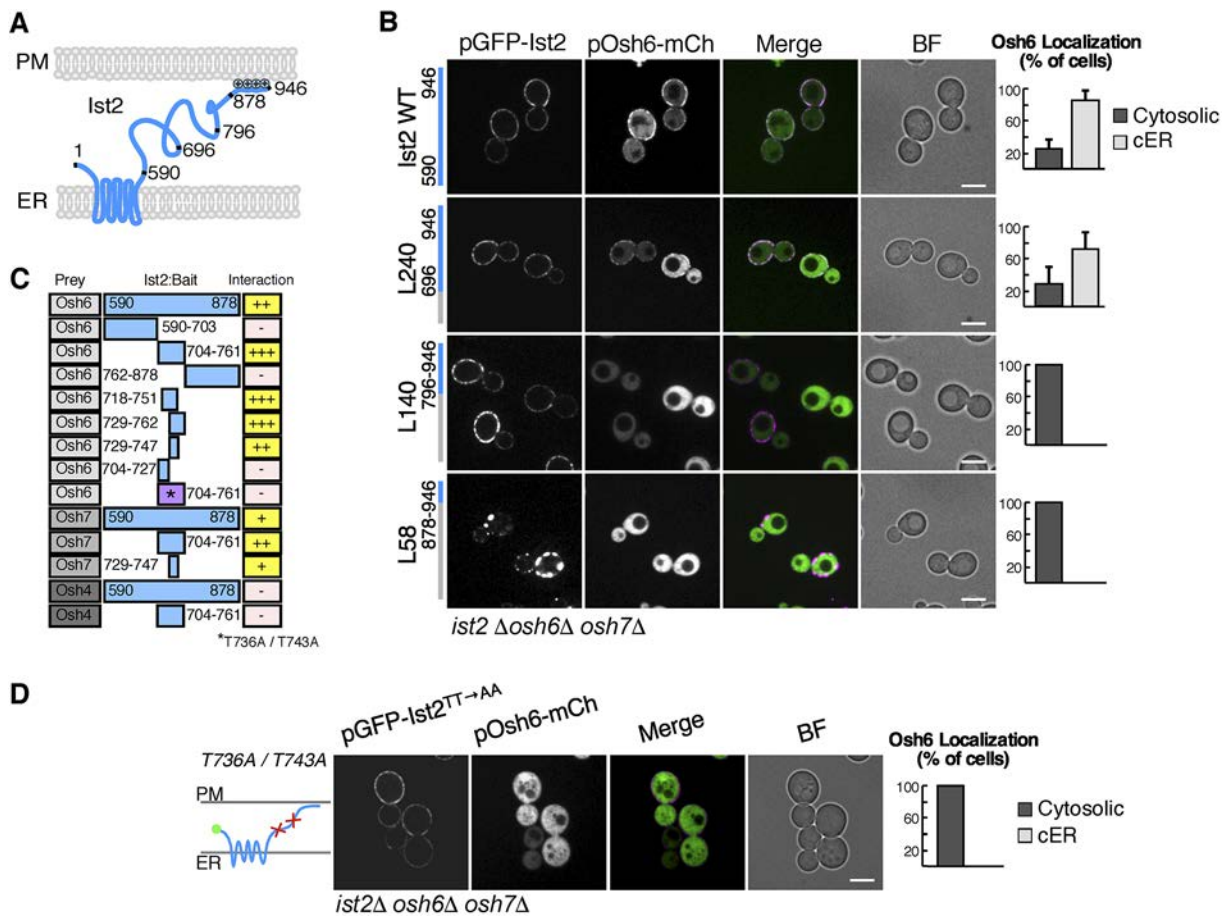 A
PM
Ist2
946
878
796
1
696
590
ER
B
pGFP-Ist2
pOsh6-mCh
Merge
BF
Osh6 Localization
(% of cells)
Ist2 WT
590
946
100
60
20
Cytosolic
cER
L240
696
946
100
60
20
L140
796-946
100
60
20
L58
878-946
100
60
20
ist2 Δosh6Δ osh7Δ
C
Prey Ist2:Bait Interaction
Osh6 590 878 ++
Osh6 590-703 -
Osh6 704-761 +++
Osh6 762-878 -
Osh6 718-751 +++
Osh6 729-762 +++
Osh6 729-747 ++
Osh6 704-727 -
Osh6 * 704-761 -
Osh7 590 878 +
Osh7 704-761 ++
Osh7 729-747 +
Osh4 590 878 -
Osh4 704-761 -
*T736A / T743A
D
T736A / T743A
PM
ER
pGFP-Ist2TT→AA
pOsh6-mCh
Merge
BF
Osh6 Localization
(% of cells)
100
60
20
Cytosolic
cER
ist2Δ osh6Δ osh7Δ